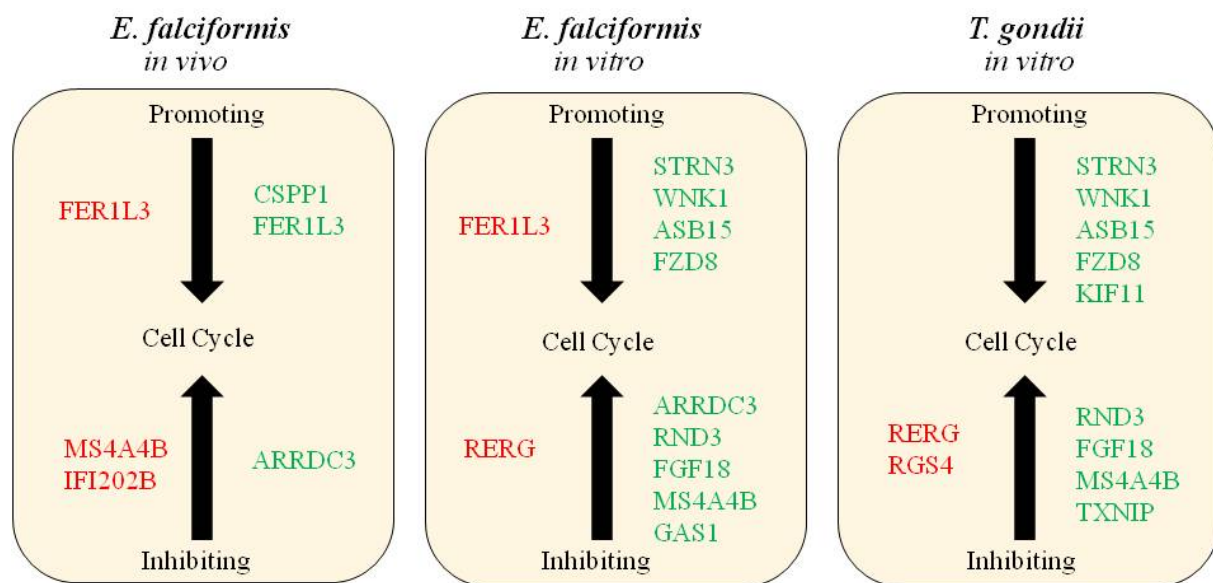 E. falciformis
in vivo
Promoting
FER1L3
CSPP1
FER1L3
Cell Cycle
MS4A4B
IFI202B
ARRDC3
Inhibiting
E. falciformis
in vitro
Promoting
FER1L3
STRN3
WNK1
ASB15
FZD8
Cell Cycle
RERG
ARRDC3
RND3
FGF18
MS4A4B
GAS1
Inhibiting
T. gondii
in vitro
Promoting
STRN3
WNK1
ASB15
FZD8
KIF11
Cell Cycle
RERG
RGS4
RND3
FGF18
MS4A4B
TXNIP
Inhibiting